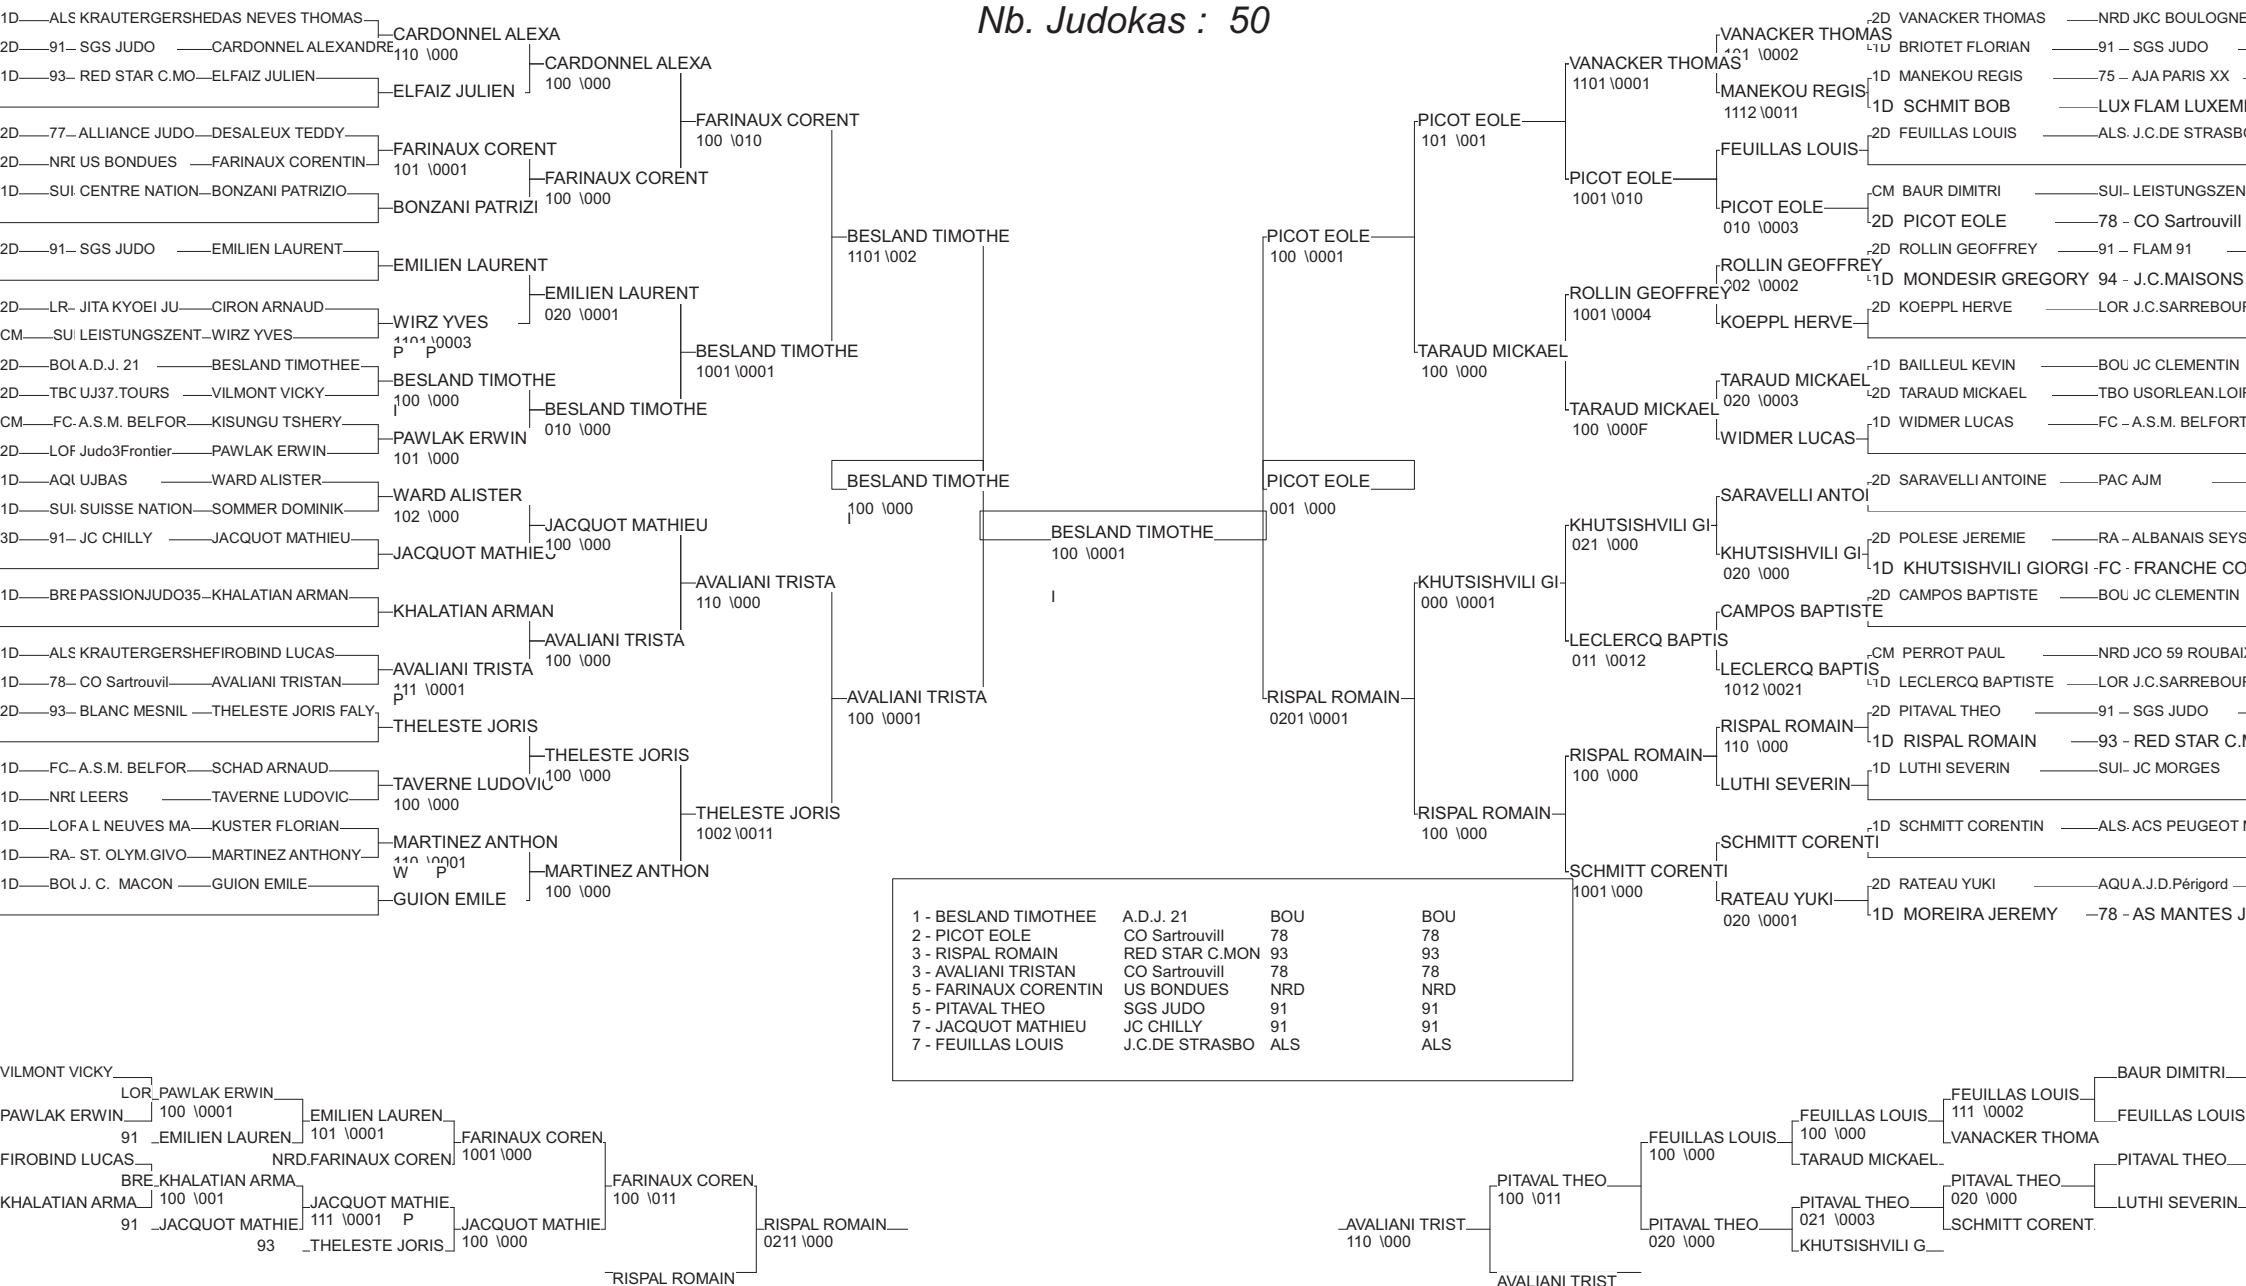 Nb. Judokas : 50
1D ALS KRAUTERGERSHE DAS NEVES THOMAS
2D 91 SGS JUDO CARDONNEL ALEXANDRE
1D 93 RED STAR C.MO ELFAIZ JULIEN
2D 77 ALLIANCE JUDO DESALEUX TEDDY
2D NRD US BONDUES FARINAUX CORENTIN
1D SUI CENTRE NATION BONZANI PATRIZIO
2D 91 SGS JUDO EMILIEN LAURENT
2D LR JITA KYOEI JU CIRON ARNAUD
CM SUI LEISTUNGSZENT WIRZ YVES
2D BOU A.D.J. 21 BESLAND TIMOTHEE
2D TBO UJ37.TOURS VILMONT VICKY
CM FC A.S.M. BELFOR KISUNGU TSHERY
2D LOR Judo3Frontier PAWLAK ERWIN
1D AQU UJBAS WARD ALISTER
1D SUI SUISSE NATION SOMMER DOMINIK
3D 91 JC CHILLY JACQUOT MATHIEU
1D BRE PASSIONJUDO35 KHALATIAN ARMAN
1D ALS KRAUTERGERSHE FIROBIND LUCAS
1D 78 CO Sartrouvil AVALIANI TRISTAN
2D 93 BLANC MESNIL THELESTE JORIS FALY
1D FC A.S.M. BELFOR SCHAD ARNAUD
1D NRD LEERS TAVERNE LUDOVIC
1D LOR A L NEUVES MA KUSTER FLORIAN
1D RA ST. OLYM.GIVO MARTINEZ ANTHONY
1D BOU J. C. MACON GUION EMILE
CARDONNEL ALEXA
110 \000
ELFAIZ JULIEN
FARINAUX CORENT
101 \0001
BONZANI PATRIZI
EMILIEN LAURENT
WIRZ YVES
1101 \0003
P P
BESLAND TIMOTHE
100 \000
I
PAWLAK ERWIN
101 \000
WARD ALISTER
102 \000
JACQUOT MATHIEU
KHALATIAN ARMAN
AVALIANI TRISTA
111 \0001
P
THELESTE JORIS
TAVERNE LUDOVIC
100 \000
MARTINEZ ANTHON
110 \0001
W P
GUION EMILE
CARDONNEL ALEXA
100 \000
FARINAUX CORENT
100 \000
EMILIEN LAURENT
020 \0001
BESLAND TIMOTHE
010 \000
JACQUOT MATHIEU
100 \000
AVALIANI TRISTA
100 \000
THELESTE JORIS
100 \000
MARTINEZ ANTHON
100 \000
FARINAUX CORENT
100 \010
BESLAND TIMOTHE
1001 \0001
AVALIANI TRISTA
110 \000
THELESTE JORIS
1002 \0011
BESLAND TIMOTHE
1101 \002
AVALIANI TRISTA
100 \0001
BESLAND TIMOTHE
100 \000
I
BESLAND TIMOTHE
100 \0001
I
PICOT EOLE
001 \000
PICOT EOLE
100 \0001
RISPAL ROMAIN
0201 \0001
PICOT EOLE
101 \001
TARAUD MICKAEL
100 \000
KHUTSISHVILI GI
000 \0001
RISPAL ROMAIN
100 \000
VANACKER THOMAS
1101 \0001
PICOT EOLE
1001 \010
ROLLIN GEOFFREY
1001 \0004
TARAUD MICKAEL
100 \000F
KHUTSISHVILI GI
021 \000
LECLERCQ BAPTIS
011 \0012
RISPAL ROMAIN
100 \000
SCHMITT CORENTI
1001 \000
VANACKER THOMAS
101 \0002
MANEKOU REGIS
1112 \0011
FEUILLAS LOUIS
PICOT EOLE
010 \0003
ROLLIN GEOFFREY
002 \0002
KOEPPL HERVE
TARAUD MICKAEL
020 \0003
WIDMER LUCAS
SARAVELLI ANTOI
KHUTSISHVILI GI
020 \000
CAMPOS BAPTISTE
LECLERCQ BAPTIS
1012 \0021
RISPAL ROMAIN
110 \000
LUTHI SEVERIN
SCHMITT CORENTI
RATEAU YUKI
020 \0001
2D VANACKER THOMAS NRD JKC BOULOGNE
1D BRIOTET FLORIAN 91 SGS JUDO
1D MANEKOU REGIS 75 AJA PARIS XX
1D SCHMIT BOB LUX FLAM LUXEM
2D FEUILLAS LOUIS ALS J.C.DE STRASBO
CM BAUR DIMITRI SUI LEISTUNGSZEN
2D PICOT EOLE 78 CO Sartrouvill
2D ROLLIN GEOFFREY 91 FLAM 91
1D MONDESIR GREGORY 94 J.C.MAISONS
2D KOEPPL HERVE LOR J.C.SARREBOUR
1D BAILLEUL KEVIN BOU JC CLEMENTIN
2D TARAUD MICKAEL TBO USORLEAN.LOIR
1D WIDMER LUCAS FC A.S.M. BELFORT
2D SARAVELLI ANTOINE PAC AJM
2D POLESE JEREMIE RA ALBANAIS SEYS
1D KHUTSISHVILI GIORGI FC FRANCHE CO
2D CAMPOS BAPTISTE BOU JC CLEMENTIN
CM PERROT PAUL NRD JCO 59 ROUBAIX
1D LECLERCQ BAPTISTE LOR J.C.SARREBOUR
2D PITAVAL THEO 91 SGS JUDO
1D RISPAL ROMAIN 93 RED STAR C.M
1D LUTHI SEVERIN SUI JC MORGES
1D SCHMITT CORENTIN ALS ACS PEUGEOT M
2D RATEAU YUKI AQU A.J.D.Périgord
1D MOREIRA JEREMY 78 AS MANTES J
1 - BESLAND TIMOTHEE A.D.J. 21 BOU BOU
2 - PICOT EOLE CO Sartrouvill 78 78
3 - RISPAL ROMAIN RED STAR C.MON 93 93
3 - AVALIANI TRISTAN CO Sartrouvill 78 78
5 - FARINAUX CORENTIN US BONDUES NRD NRD
5 - PITAVAL THEO SGS JUDO 91 91
7 - JACQUOT MATHIEU JC CHILLY 91 91
7 - FEUILLAS LOUIS J.C.DE STRASBO ALS ALS
VILMONT VICKY
PAWLAK ERWIN
FIROBIND LUCAS
KHALATIAN ARMA
LOR PAWLAK ERWIN
100 \0001
91 EMILIEN LAUREN
BRE KHALATIAN ARMA
100 \001
91 JACQUOT MATHIE
EMILIEN LAUREN
101 \0001
NRD FARINAUX COREN
JACQUOT MATHIE
111 \0001 P
93 THELESTE JORIS
FARINAUX COREN
1001 \000
JACQUOT MATHIE
100 \000
FARINAUX COREN
100 \011
RISPAL ROMAIN
RISPAL ROMAIN
0211 \000
AVALIANI TRIST
110 \000
PITAVAL THEO
100 \011
AVALIANI TRIST
FEUILLAS LOUIS
100 \000
PITAVAL THEO
020 \000
FEUILLAS LOUIS
100 \000
TARAUD MICKAEL
PITAVAL THEO
021 \0003
KHUTSISHVILI G
FEUILLAS LOUIS
111 \0002
VANACKER THOMA
PITAVAL THEO
020 \000
SCHMITT CORENT
BAUR DIMITRI
FEUILLAS LOUIS
PITAVAL THEO
LUTHI SEVERIN